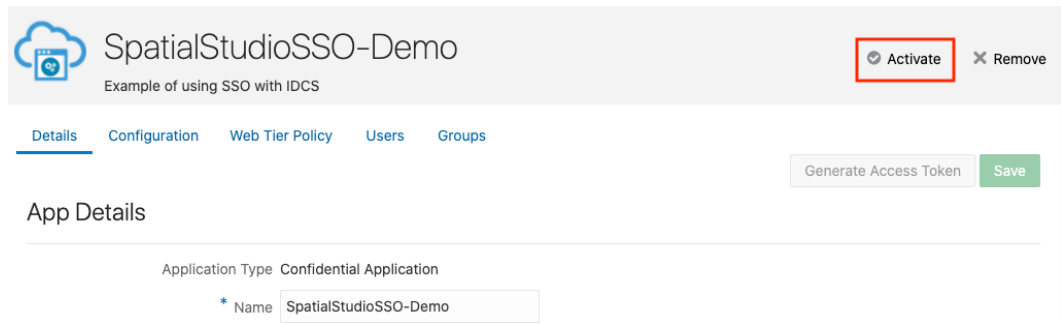 SpatialStudioSSO-Demo
Example of using SSO with IDCS
Activate
Remove
Details Configuration Web Tier Policy Users Groups
Generate Access Token Save
App Details
Application Type Confidential Application
* Name SpatialStudioSSO-Demo